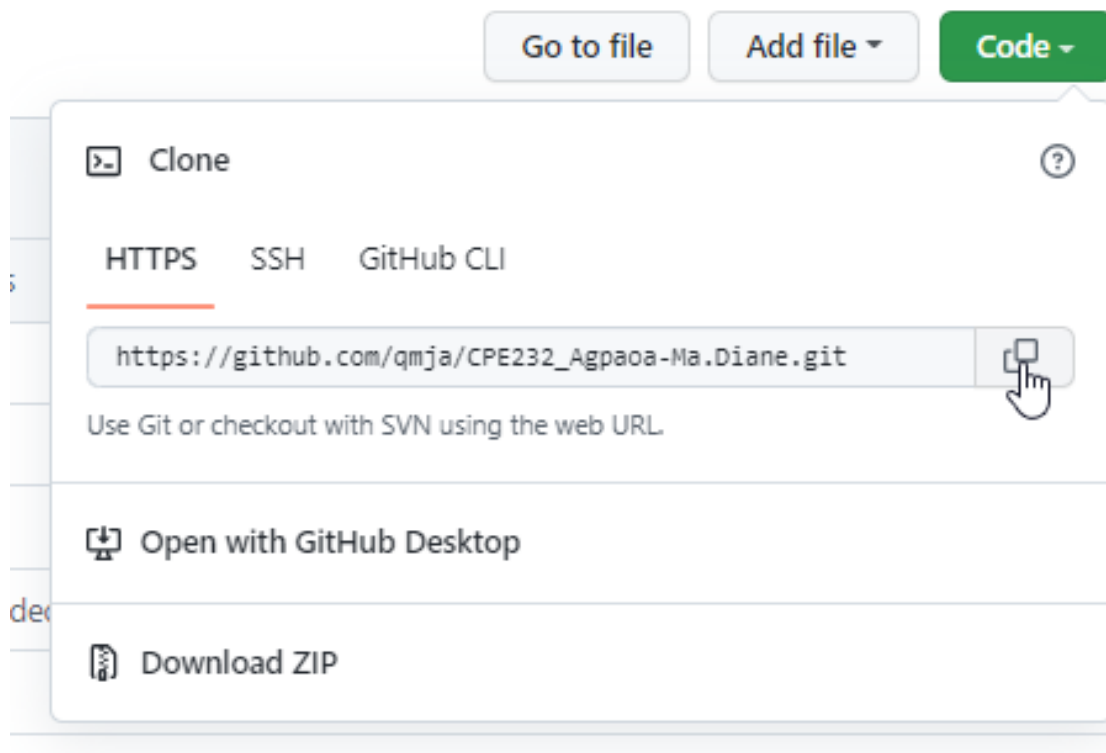 Go to file Add file Code
Clone
HTTPS SSH GitHub CLI
s
https://github.com/qmja/CPE232_Agpaoa-Ma.Diane.git
Use Git or checkout with SVN using the web URL.
Open with GitHub Desktop
ded
Download ZIP